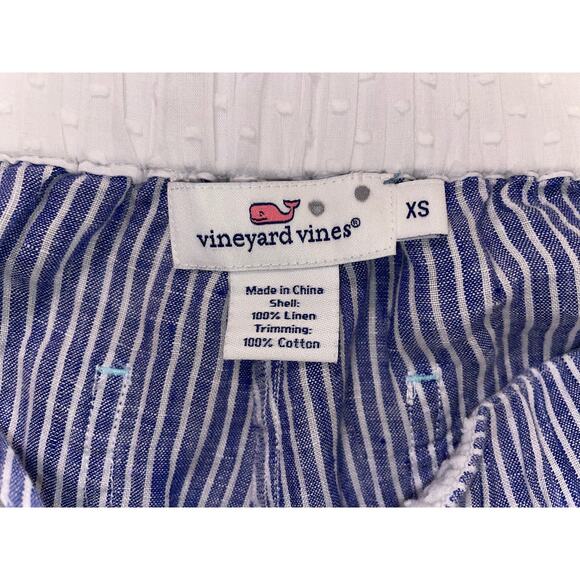 vineyard vines®
XS
Made in China
Shell:
100% Linen
Trimming:
100% Cotton